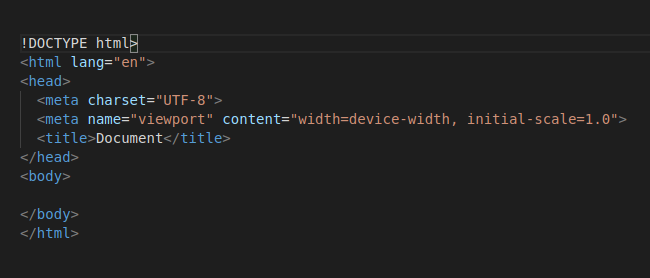 !DOCTYPE html>
<html lang="en">
<head>
<meta charset="UTF-8">
<meta name="viewport" content="width=device-width, initial-scale=1.0">
<title>Document</title>
</head>
<body>
</body>
</html>